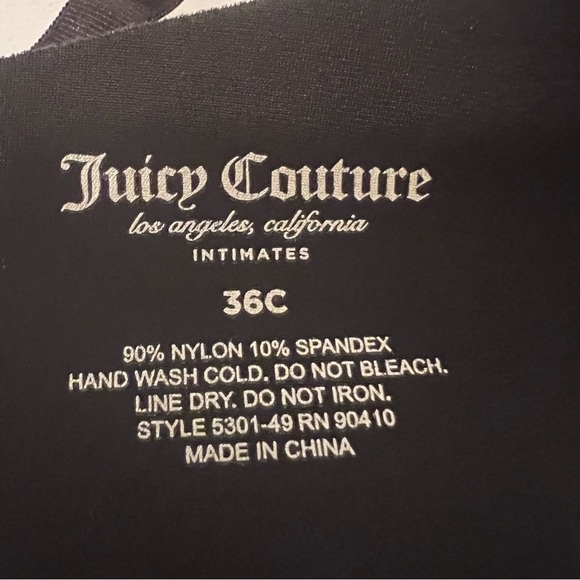 Juicy Couture
los angeles, california
INTIMATES
36C
90% NYLON 10% SPANDEX
HAND WASH COLD. DO NOT BLEACH.
LINE DRY. DO NOT IRON.
STYLE 5301-49 RN 90410
MADE IN CHINA